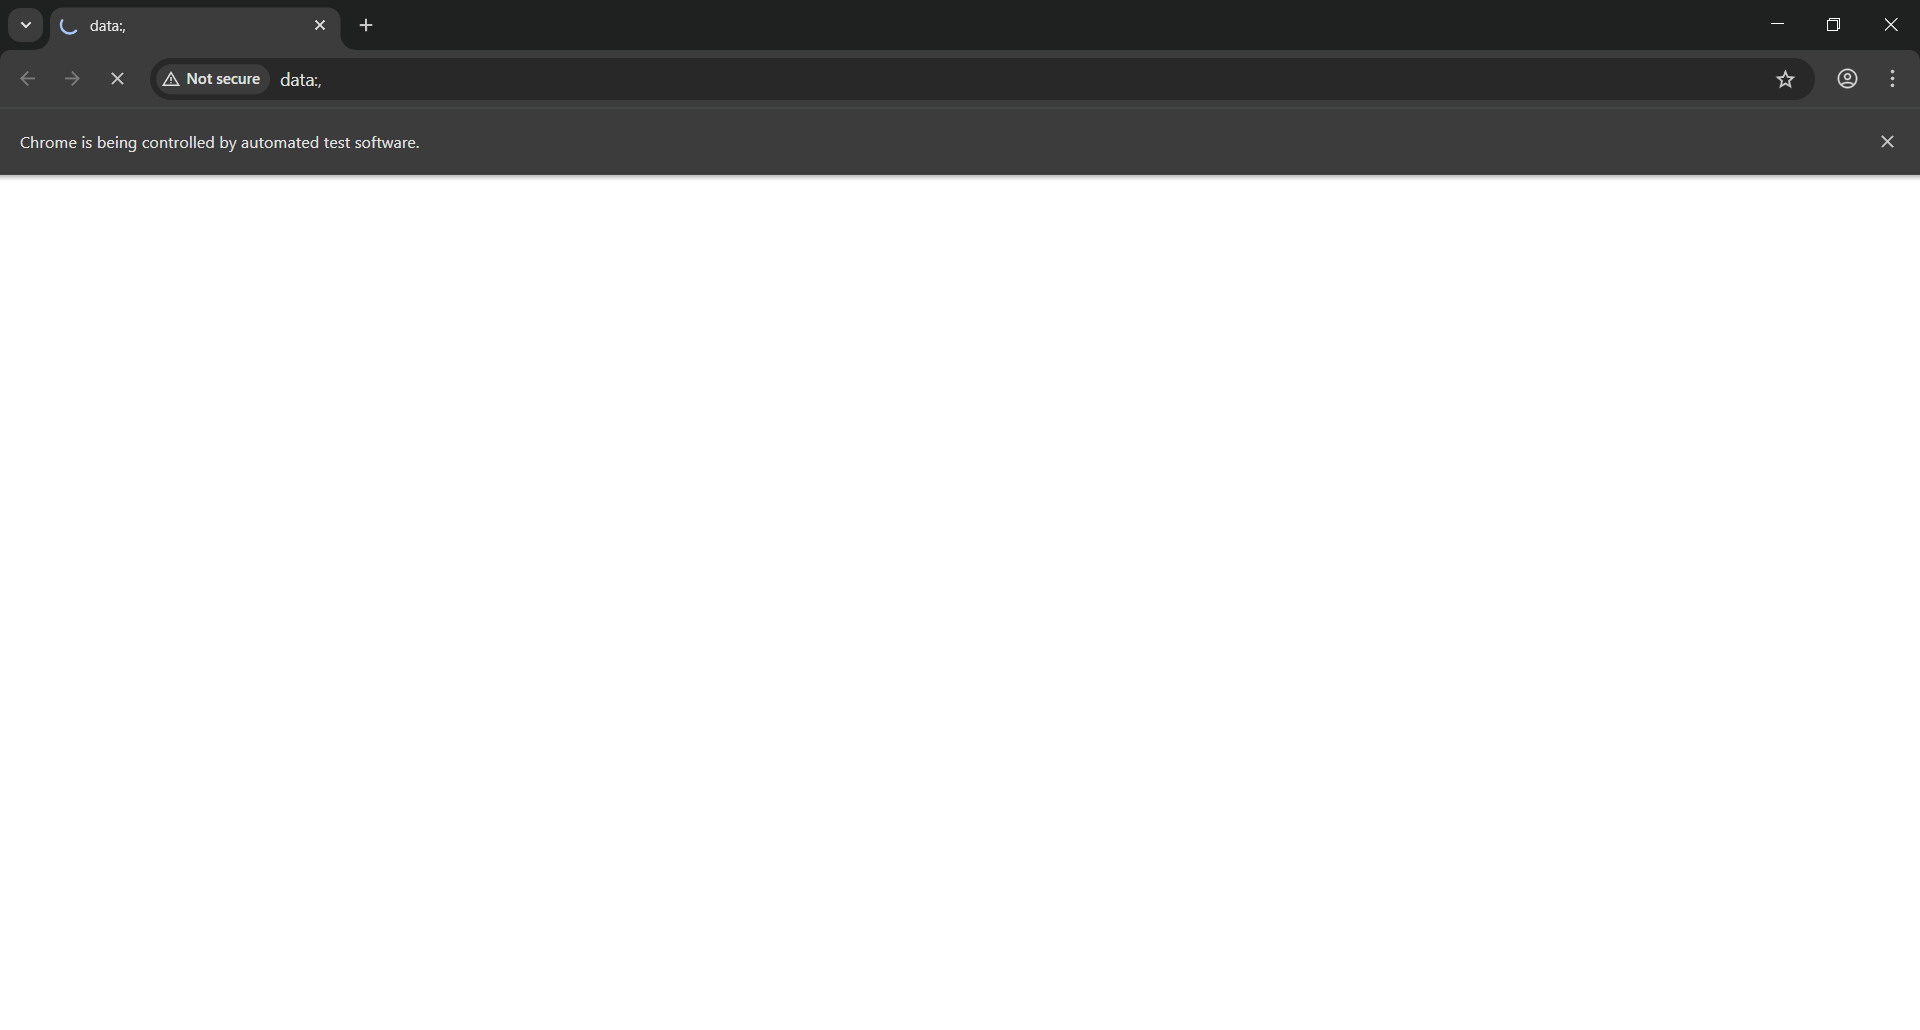 data:,
Not secure
data:,
Chrome is being controlled by automated test software.